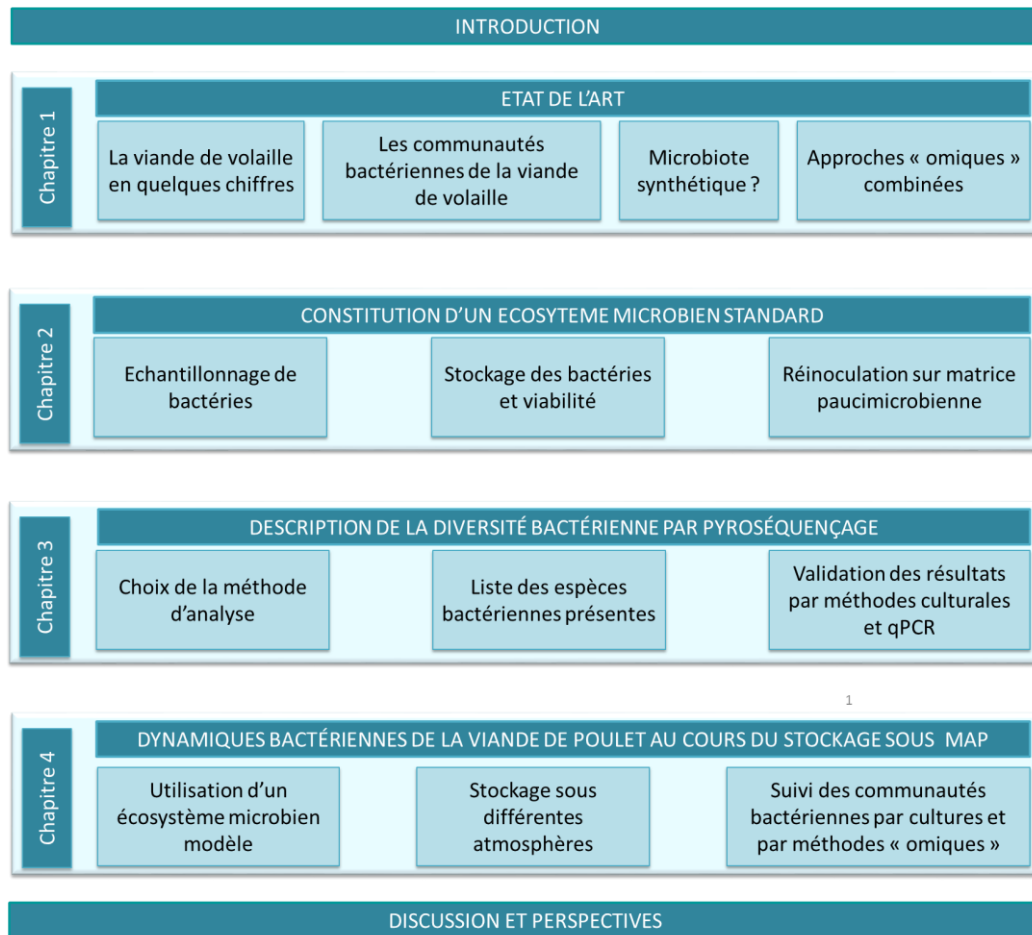 INTRODUCTION
Chapitre 1
ETAT DE L'ART
La viande de volaille
en quelques chiffres
Les communautés
bactériennes de la viande
de volaille
Microbiote
synthétique ?
Approches « omiques »
combinées
Chapitre 2
CONSTITUTION D'UN ECOSYTEME MICROBIEN STANDARD
Echantillonnage de
bactéries
Stockage des bactéries
et viabilité
Réinoculation sur matrice
paucimicrobienne
Chapitre 3
DESCRIPTION DE LA DIVERSITÉ BACTÉRIENNE PAR PYROSÉQUENÇAGE
Choix de la méthode
d'analyse
Liste des espèces
bactériennes présentes
Validation des résultats
par méthodes culturales
et qPCR
1
Chapitre 4
DYNAMIQUES BACTÉRIENNES DE LA VIANDE DE POULET AU COURS DU STOCKAGE SOUS MAP
Utilisation d'un
écosystème microbien
modèle
Stockage sous
différentes
atmosphères
Suivi des communautés
bactériennes par cultures et
par méthodes « omiques »
DISCUSSION ET PERSPECTIVES